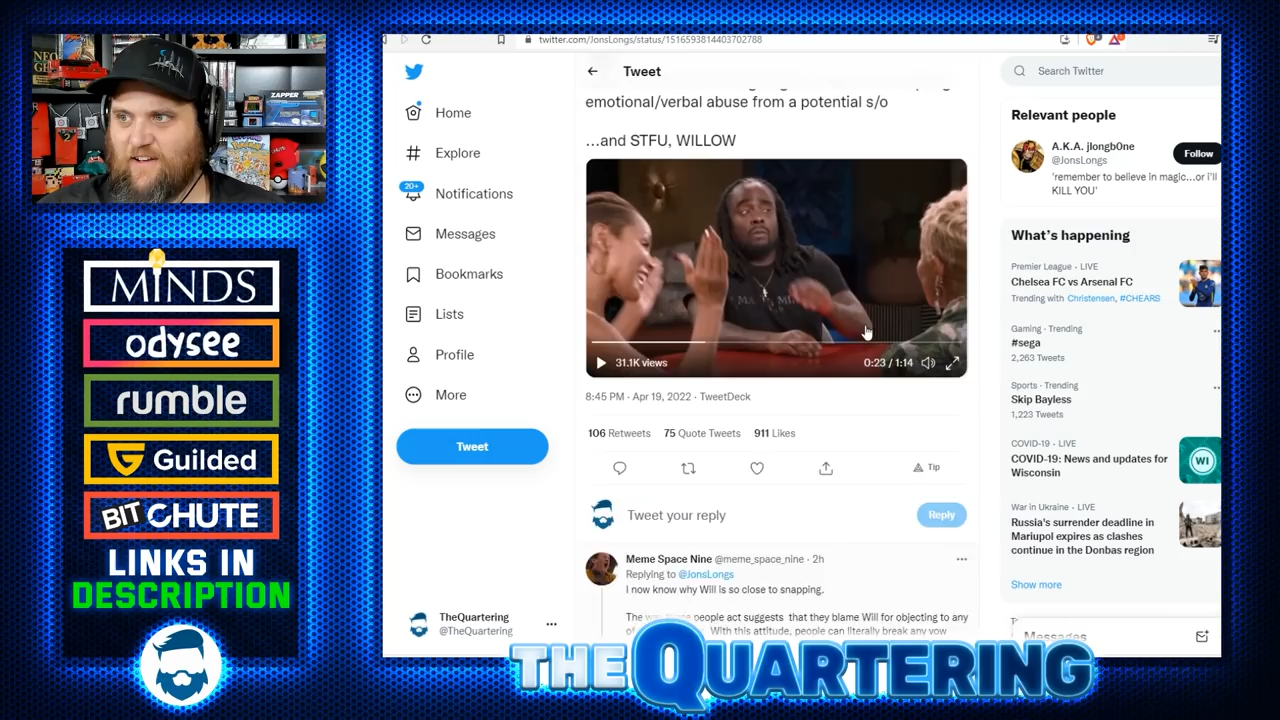 twitter.com/JonsLongs/status/1516593814403702788
ZAPPER
MINDS
odysee
rumble
Guilded
BIT CHUTE
LINKS IN
DESCRIPTION
Home
Explore
20+
Notifications
Messages
Bookmarks
Lists
Profile
More
Tweet
TheQuartering
@TheQuartering
Tweet
emotional/verbal abuse from a potential s/o
...and STFU, WILLOW
31.1K views
0:23 / 1:14
8:45 PM · Apr 19, 2022 · TweetDeck
106 Retweets 75 Quote Tweets 911 Likes
Tip
Tweet your reply
Reply
Meme Space Nine @meme_space_nine · 2h
Replying to @JonsLongs
I now know why Will is so close to snapping.
people act suggests that they blame Will for objecting to any
With this attitude, people can literally break any vow
Search Twitter
Relevant people
A.K.A. jlongb0ne
@JonsLongs
Follow
'remember to believe in magic...or i'll
KILL YOU'
What's happening
Premier League · LIVE
Chelsea FC vs Arsenal FC
Trending with Christensen, #CHEARS
Gaming · Trending
#sega
2,263 Tweets
Sports · Trending
Skip Bayless
1,223 Tweets
COVID-19 · LIVE
COVID-19: News and updates for
Wisconsin
WI
War in Ukraine · LIVE
Russia's surrender deadline in
Mariupol expires as clashes
continue in the Donbas region
Show more
Messages
THE QUARTERING